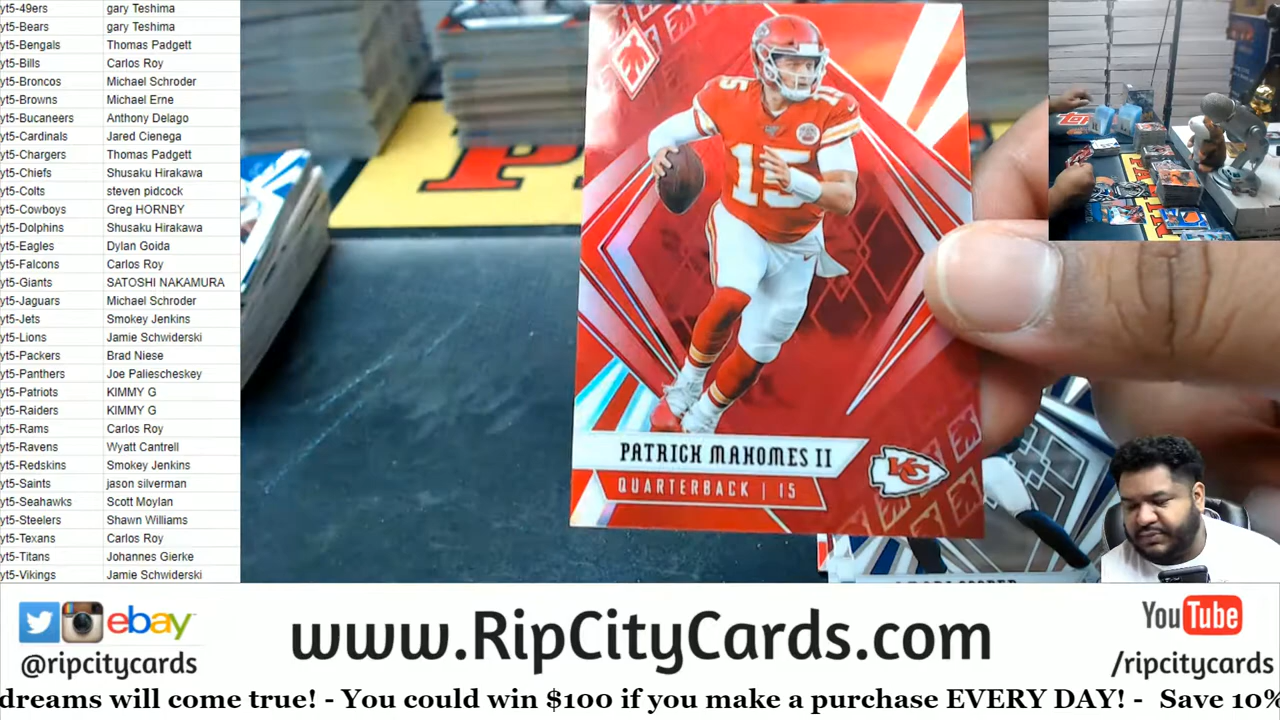 yt5-49ers gary Teshima
yt5-Bears gary Teshima
yt5-Bengals Thomas Padgett
yt5-Bills Carlos Roy
yt5-Broncos Michael Schroder
yt5-Browns Michael Erne
yt5-Bucaneers Anthony Delago
yt5-Cardinals Jared Cienega
yt5-Chargers Thomas Padgett
yt5-Chiefs Shusaku Hirakawa
yt5-Colts steven pidcock
yt5-Cowboys Greg HORNBY
yt5-Dolphins Shusaku Hirakawa
yt5-Eagles Dylan Goida
yt5-Falcons Carlos Roy
yt5-Giants SATOSHI NAKAMURA
yt5-Jaguars Michael Schroder
yt5-Jets Smokey Jenkins
yt5-Lions Jamie Schwiderski
yt5-Packers Brad Niese
yt5-Panthers Joe Paliescheskey
yt5-Patriots KIMMY G
yt5-Raiders KIMMY G
yt5-Rams Carlos Roy
yt5-Ravens Wyatt Cantrell
yt5-Redskins Smokey Jenkins
yt5-Saints jason silverman
yt5-Seahawks Scott Moylan
yt5-Steelers Shawn Williams
yt5-Texans Carlos Roy
yt5-Titans Johannes Gierke
yt5-Vikings Jamie Schwiderski
15
15
KC
PATRICK MAHOMES II
KC
QUARTERBACK | 15
ebay
@ripcitycards
www.RipCityCards.com
YouTube
/ripcitycards
dreams will come true! - You could win $100 if you make a purchase EVERY DAY! - Save 10%